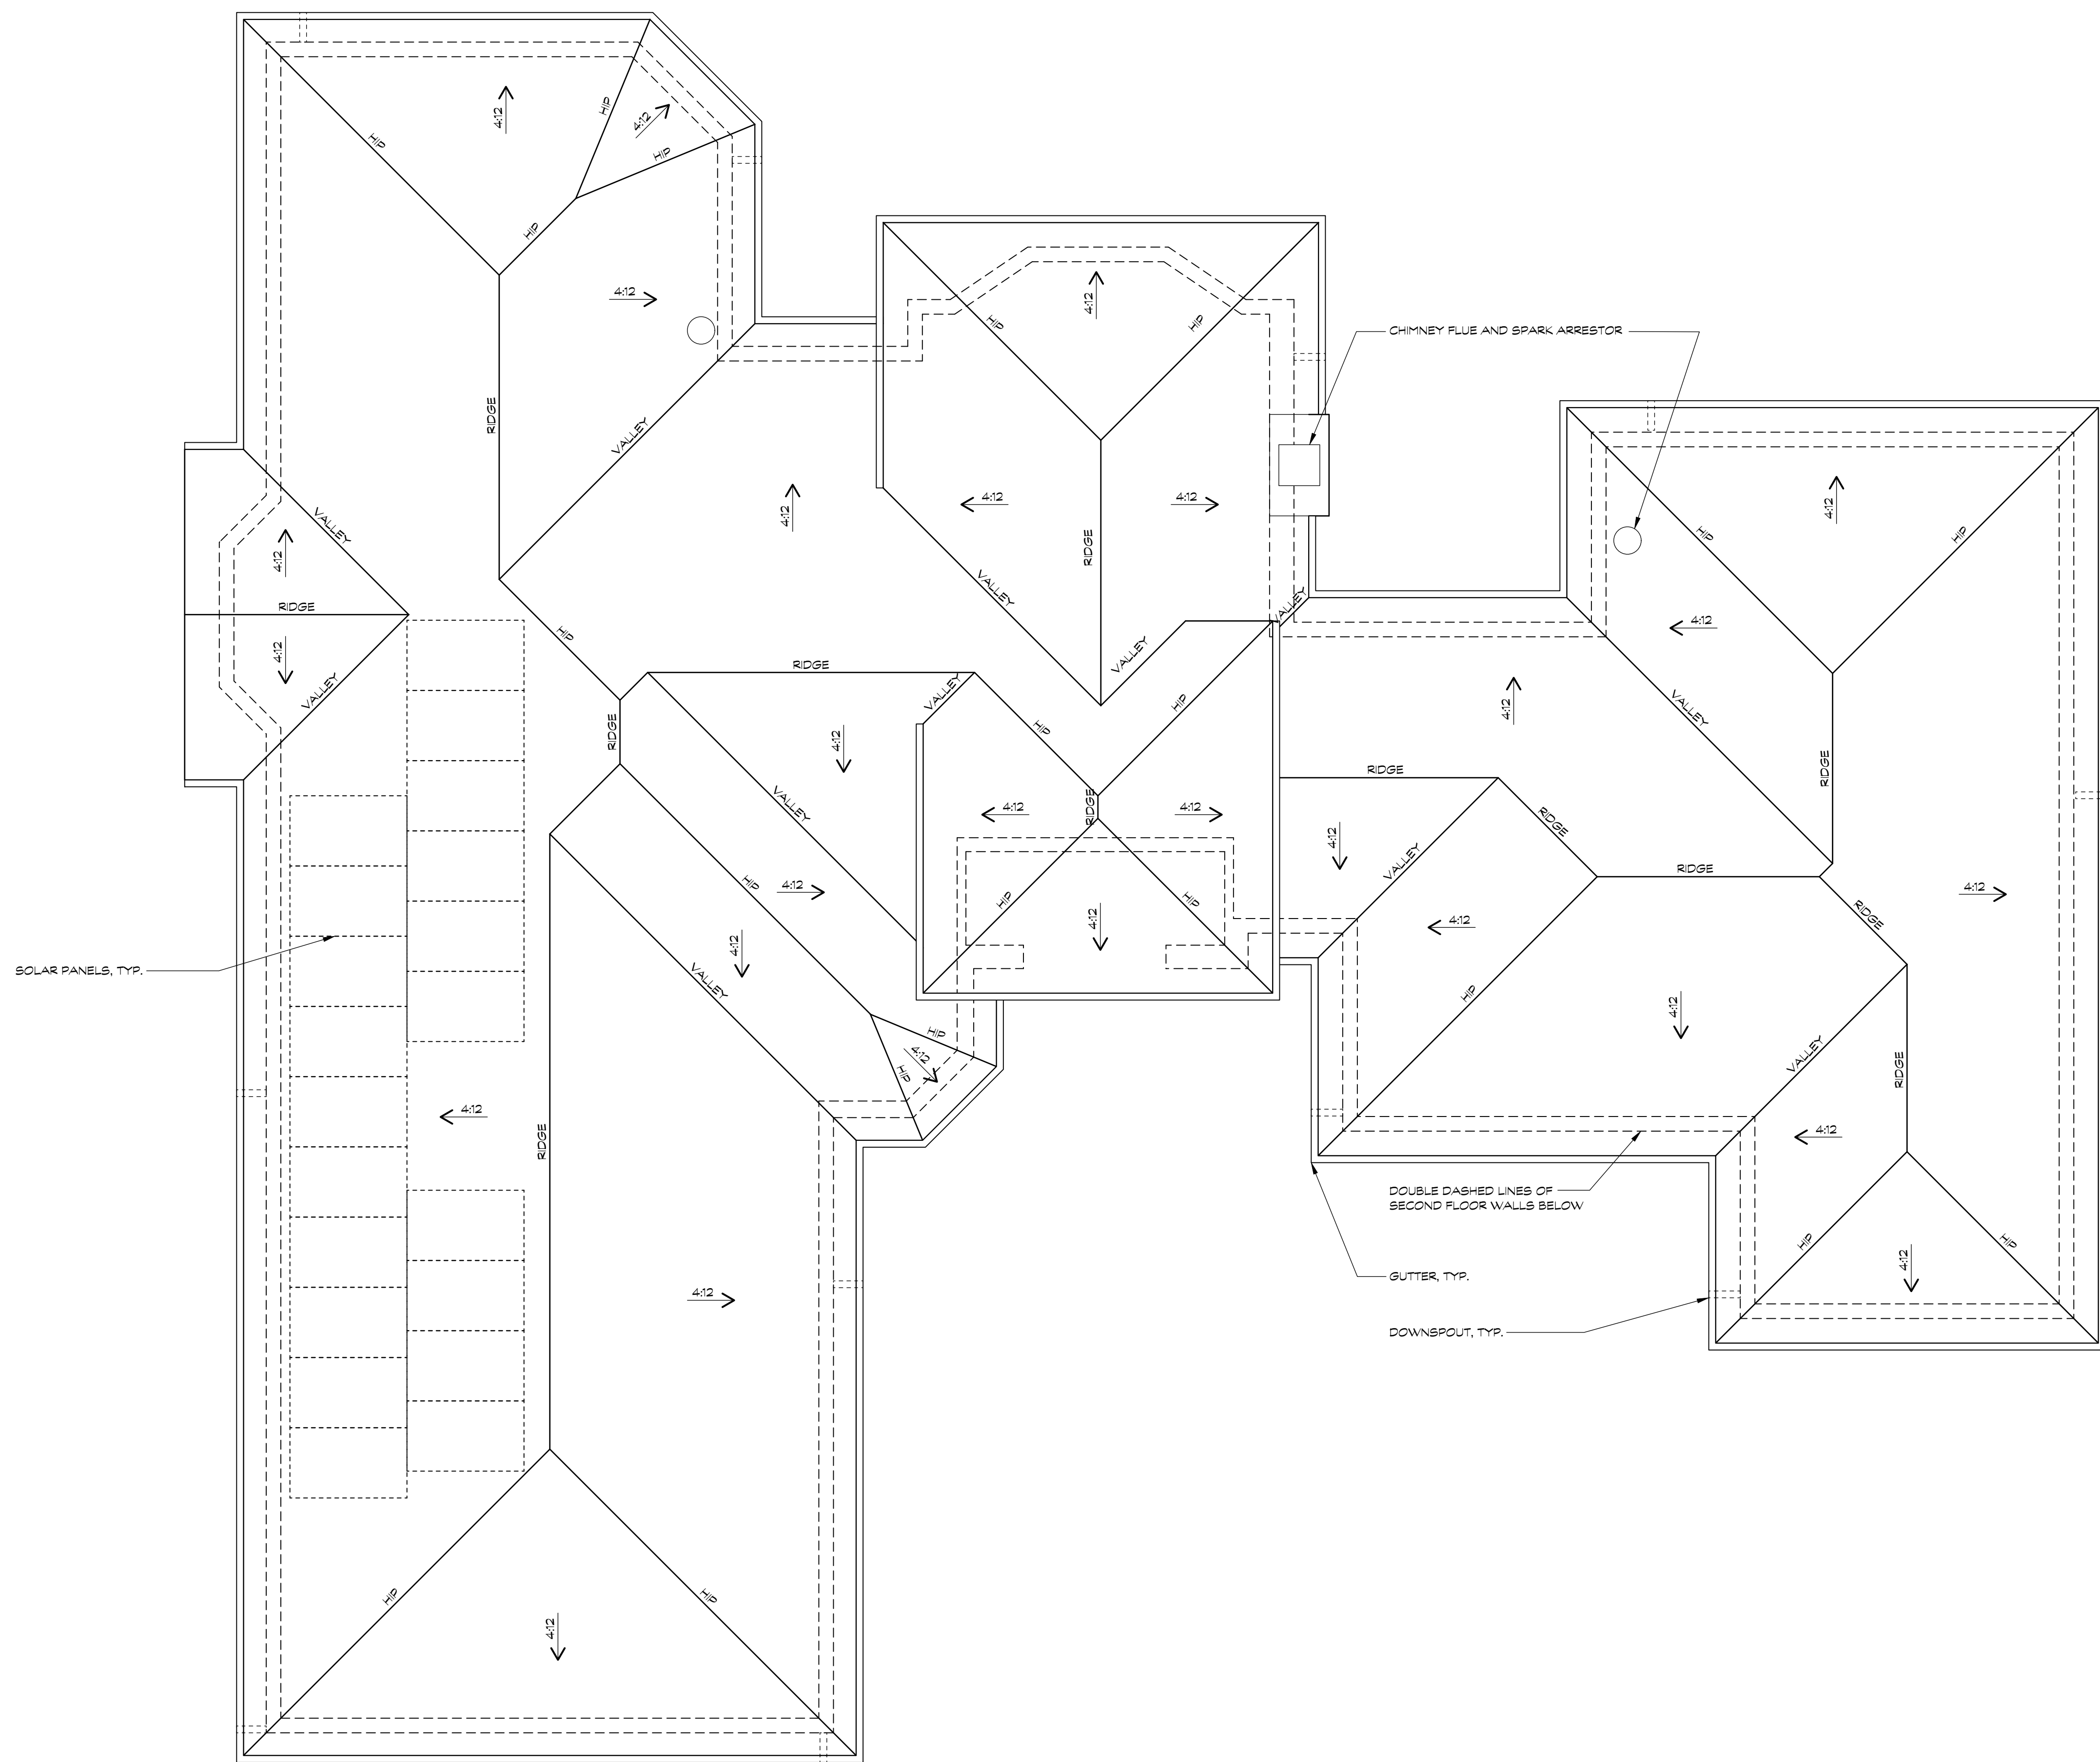 4:12
HIP
HIP
4:12
HIP
HIP
4:12
4:12
HIP
HIP
CHIMNEY FLUE AND SPARK ARRESTOR
RIDGE
VALLEY
4:12
4:12
4:12
4:12
HIP
HIP
VALLEY
4:12
RIDGE
VALLEY
RIDGE
VALLEY
4:12
4:12
HIP
VALLEY
VALLEY
RIDGE
VALLEY
HIP
HIP
4:12
VALLEY
RIDGE
4:12
RIDGE
RIDGE
VALLEY
4:12
RIDGE
4:12
RIDGE
4:12
VALLEY
RIDGE
HIP
4:12
HIP
HIP
RIDGE
4:12
4:12
4:12
4:12
RIDGE
SOLAR PANELS, TYP.
VALLEY
HIP
4:12
HIP
4:12
HIP
VALLEY
RIDGE
4:12
RIDGE
4:12
DOUBLE DASHED LINES OF
SECOND FLOOR WALLS BELOW
HIP
HIP
4:12
GUTTER, TYP.
4:12
DOWNSPOUT, TYP.
HIP
HIP
4:12